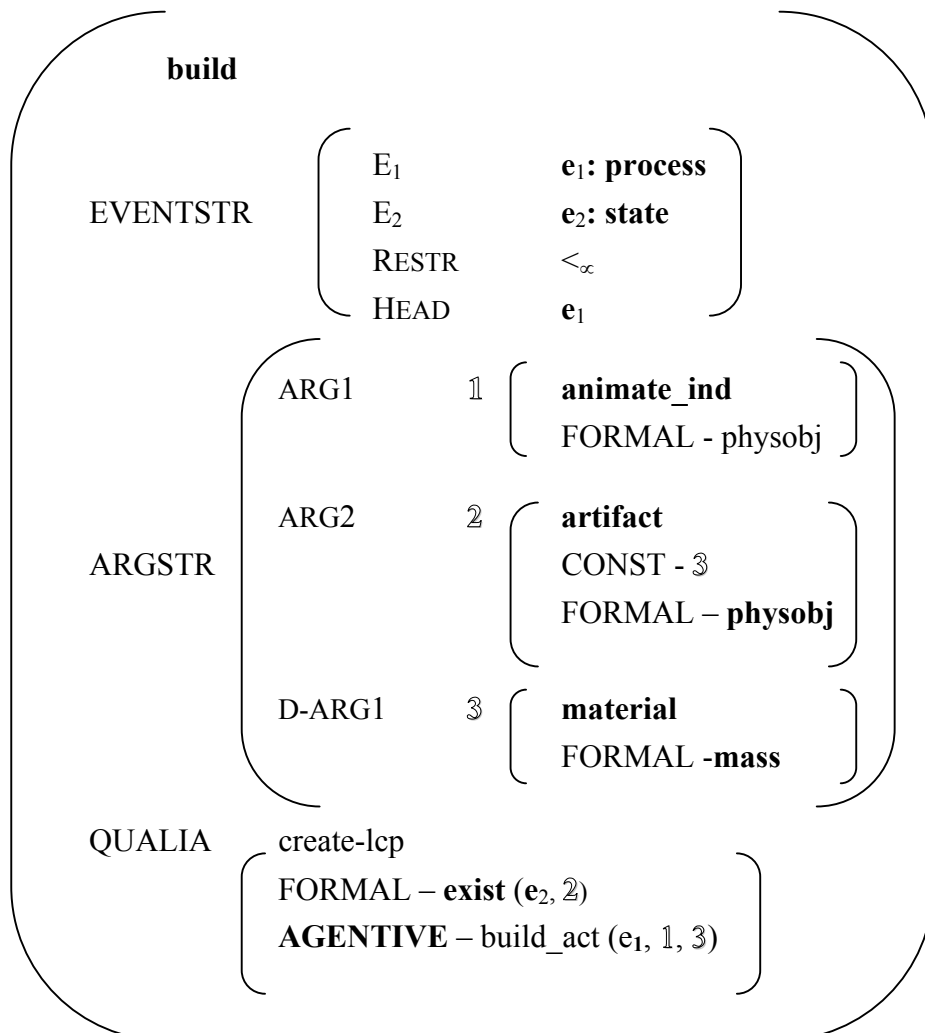 build
E₁ e₁: process
EVENTSTR E₂ e₂: state
RESTR <∞
HEAD e₁
ARG1 𝟙 animate_ind
FORMAL - physobj
ARG2 𝟚 artifact
ARGSTR CONST - 𝟛
FORMAL – physobj
D-ARG1 𝟛 material
FORMAL -mass
QUALIA create-lcp
FORMAL – exist (e₂, 𝟚)
AGENTIVE – build_act (e₁, 𝟙, 𝟛)